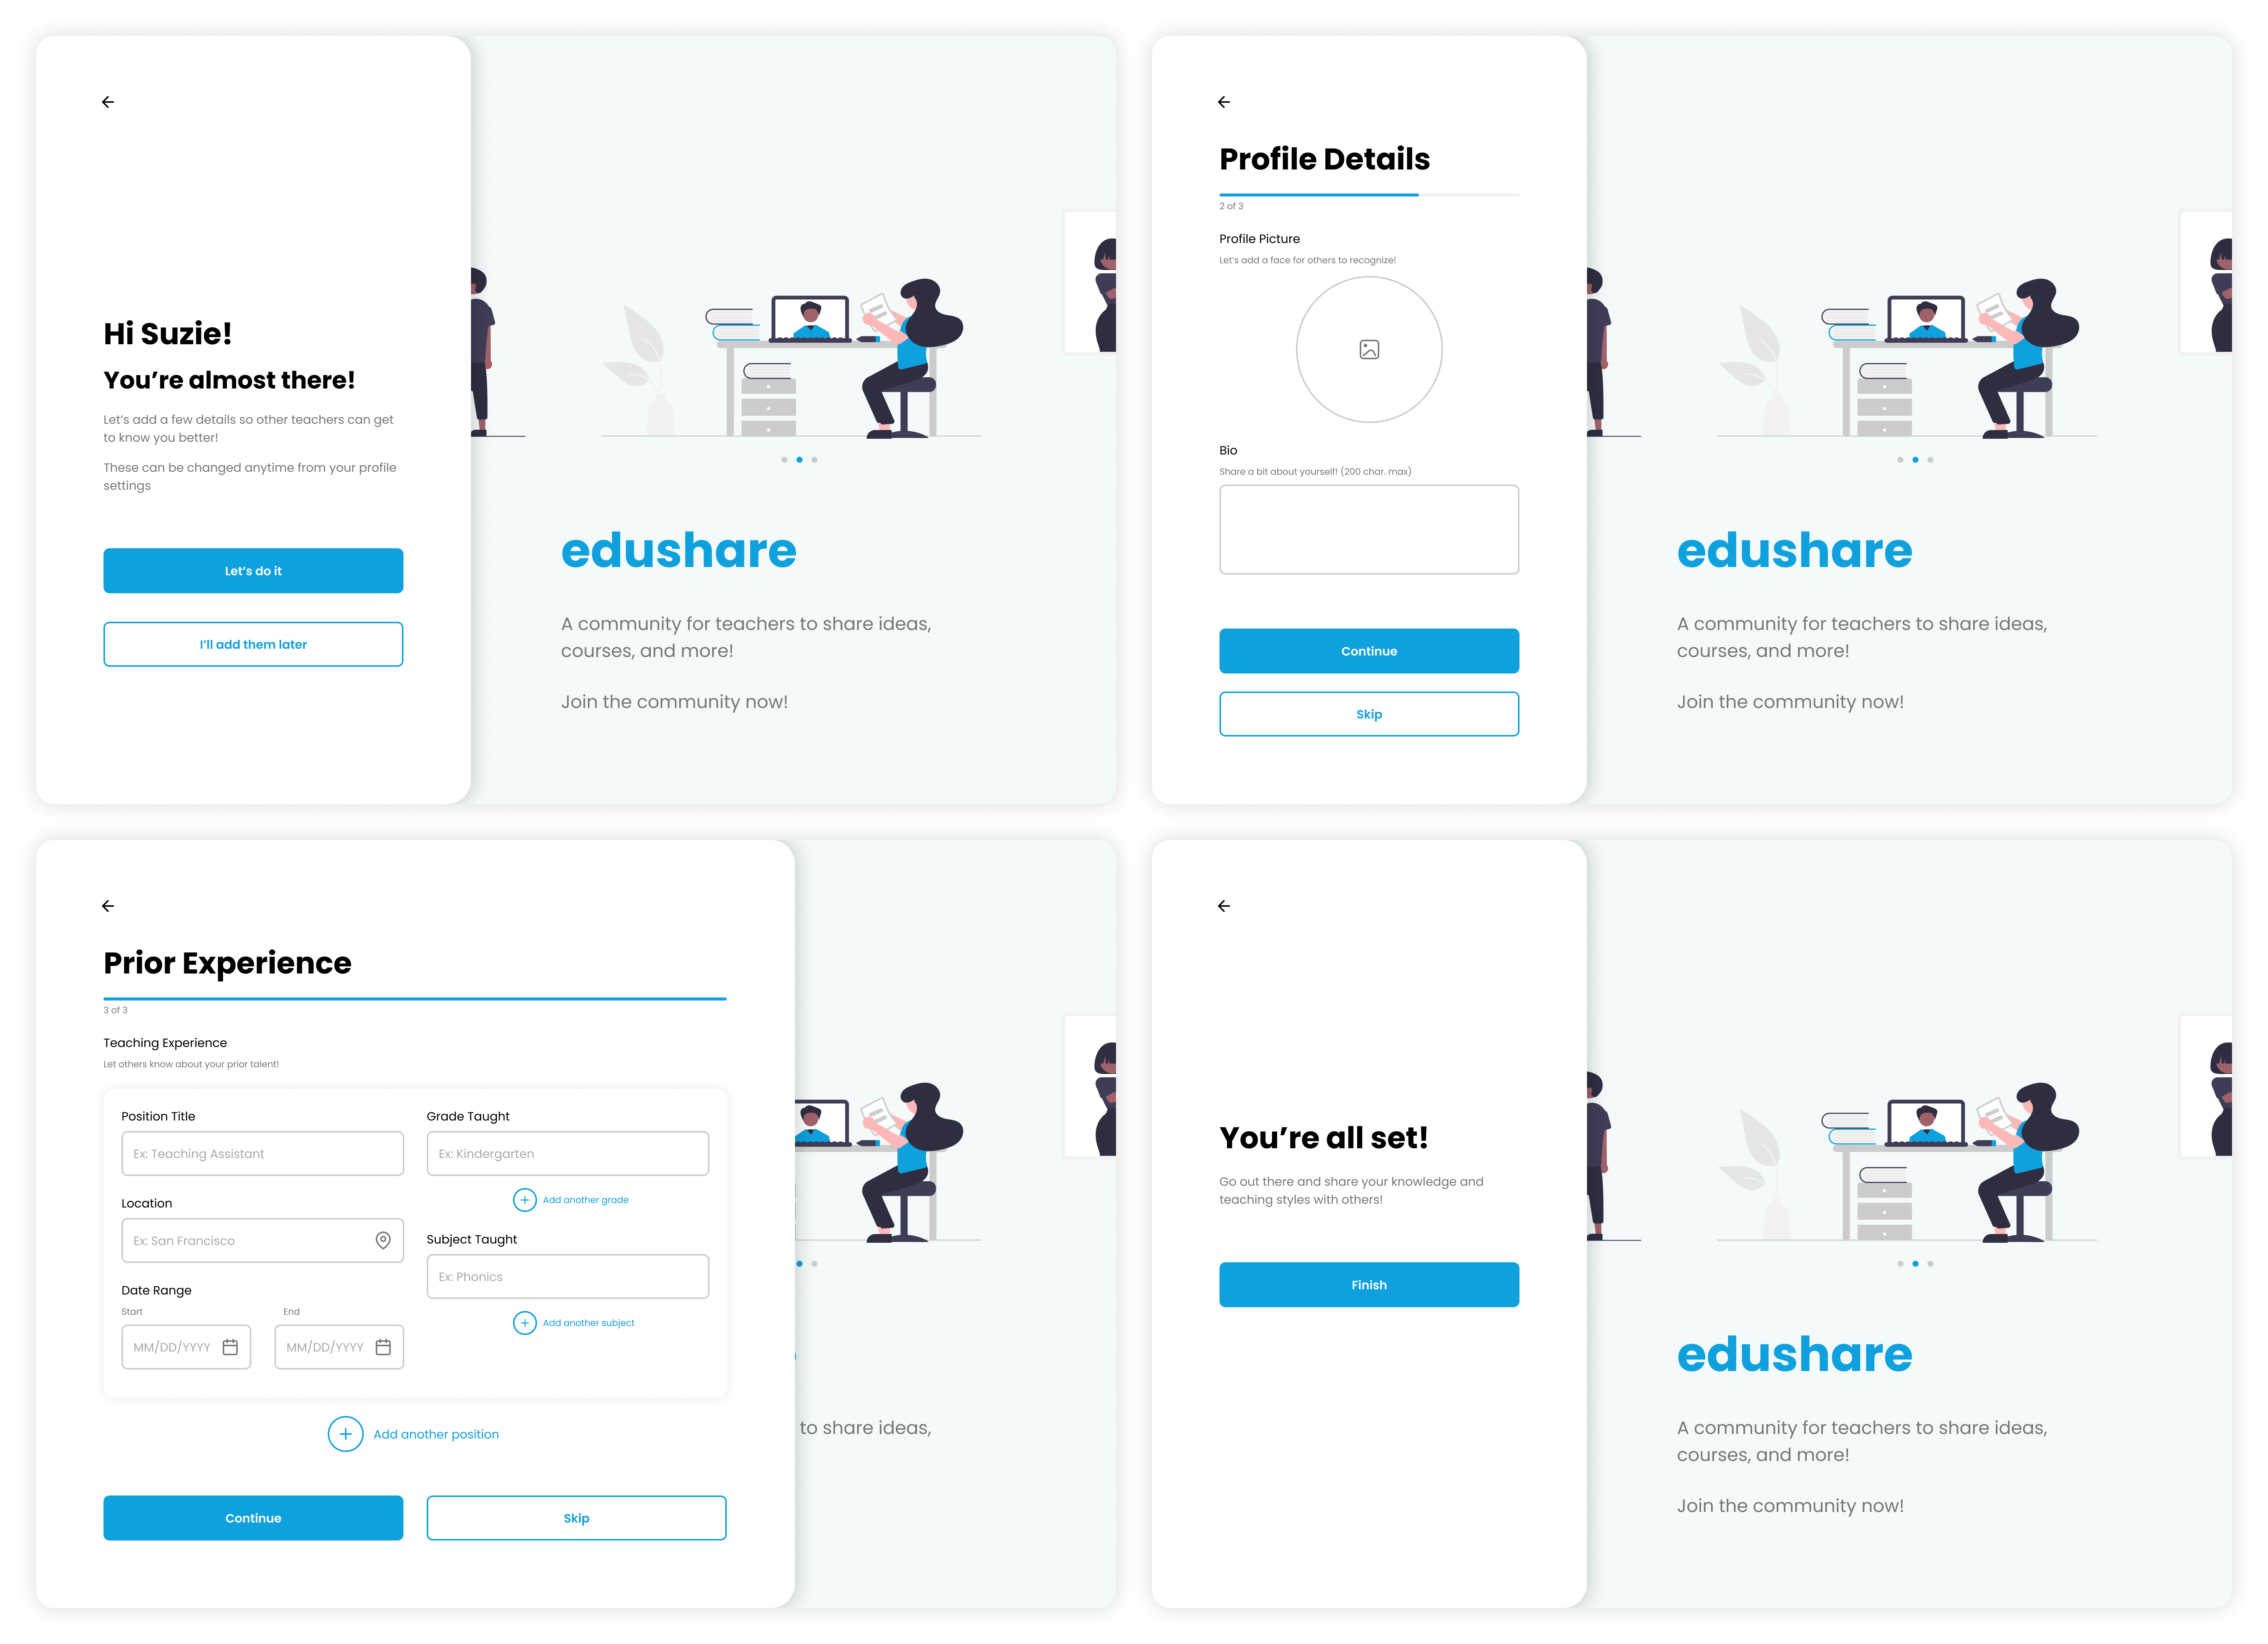 Hi Suzie!
You’re almost there!
Let’s add a few details so other teachers can get
to know you better!
These can be changed anytime from your profile
settings
Let’s do it
I’ll add them later
edushare
A community for teachers to share ideas,
courses, and more!
Join the community now!
Profile Details
2 of 3
Profile Picture
Let’s add a face for others to recognize!
Bio
Share a bit about yourself! (200 char. max)
Continue
Skip
edushare
A community for teachers to share ideas,
courses, and more!
Join the community now!
Prior Experience
3 of 3
Teaching Experience
Let others know about your prior talent!
Position Title
Ex: Teaching Assistant
Location
Ex: San Francisco
Date Range
Start
End
MM/DD/YYYY
MM/DD/YYYY
Grade Taught
Ex: Kindergarten
Add another grade
Subject Taught
Ex: Phonics
Add another subject
Add another position
Continue
Skip
to share ideas,
You’re all set!
Go out there and share your knowledge and
teaching styles with others!
Finish
edushare
A community for teachers to share ideas,
courses, and more!
Join the community now!